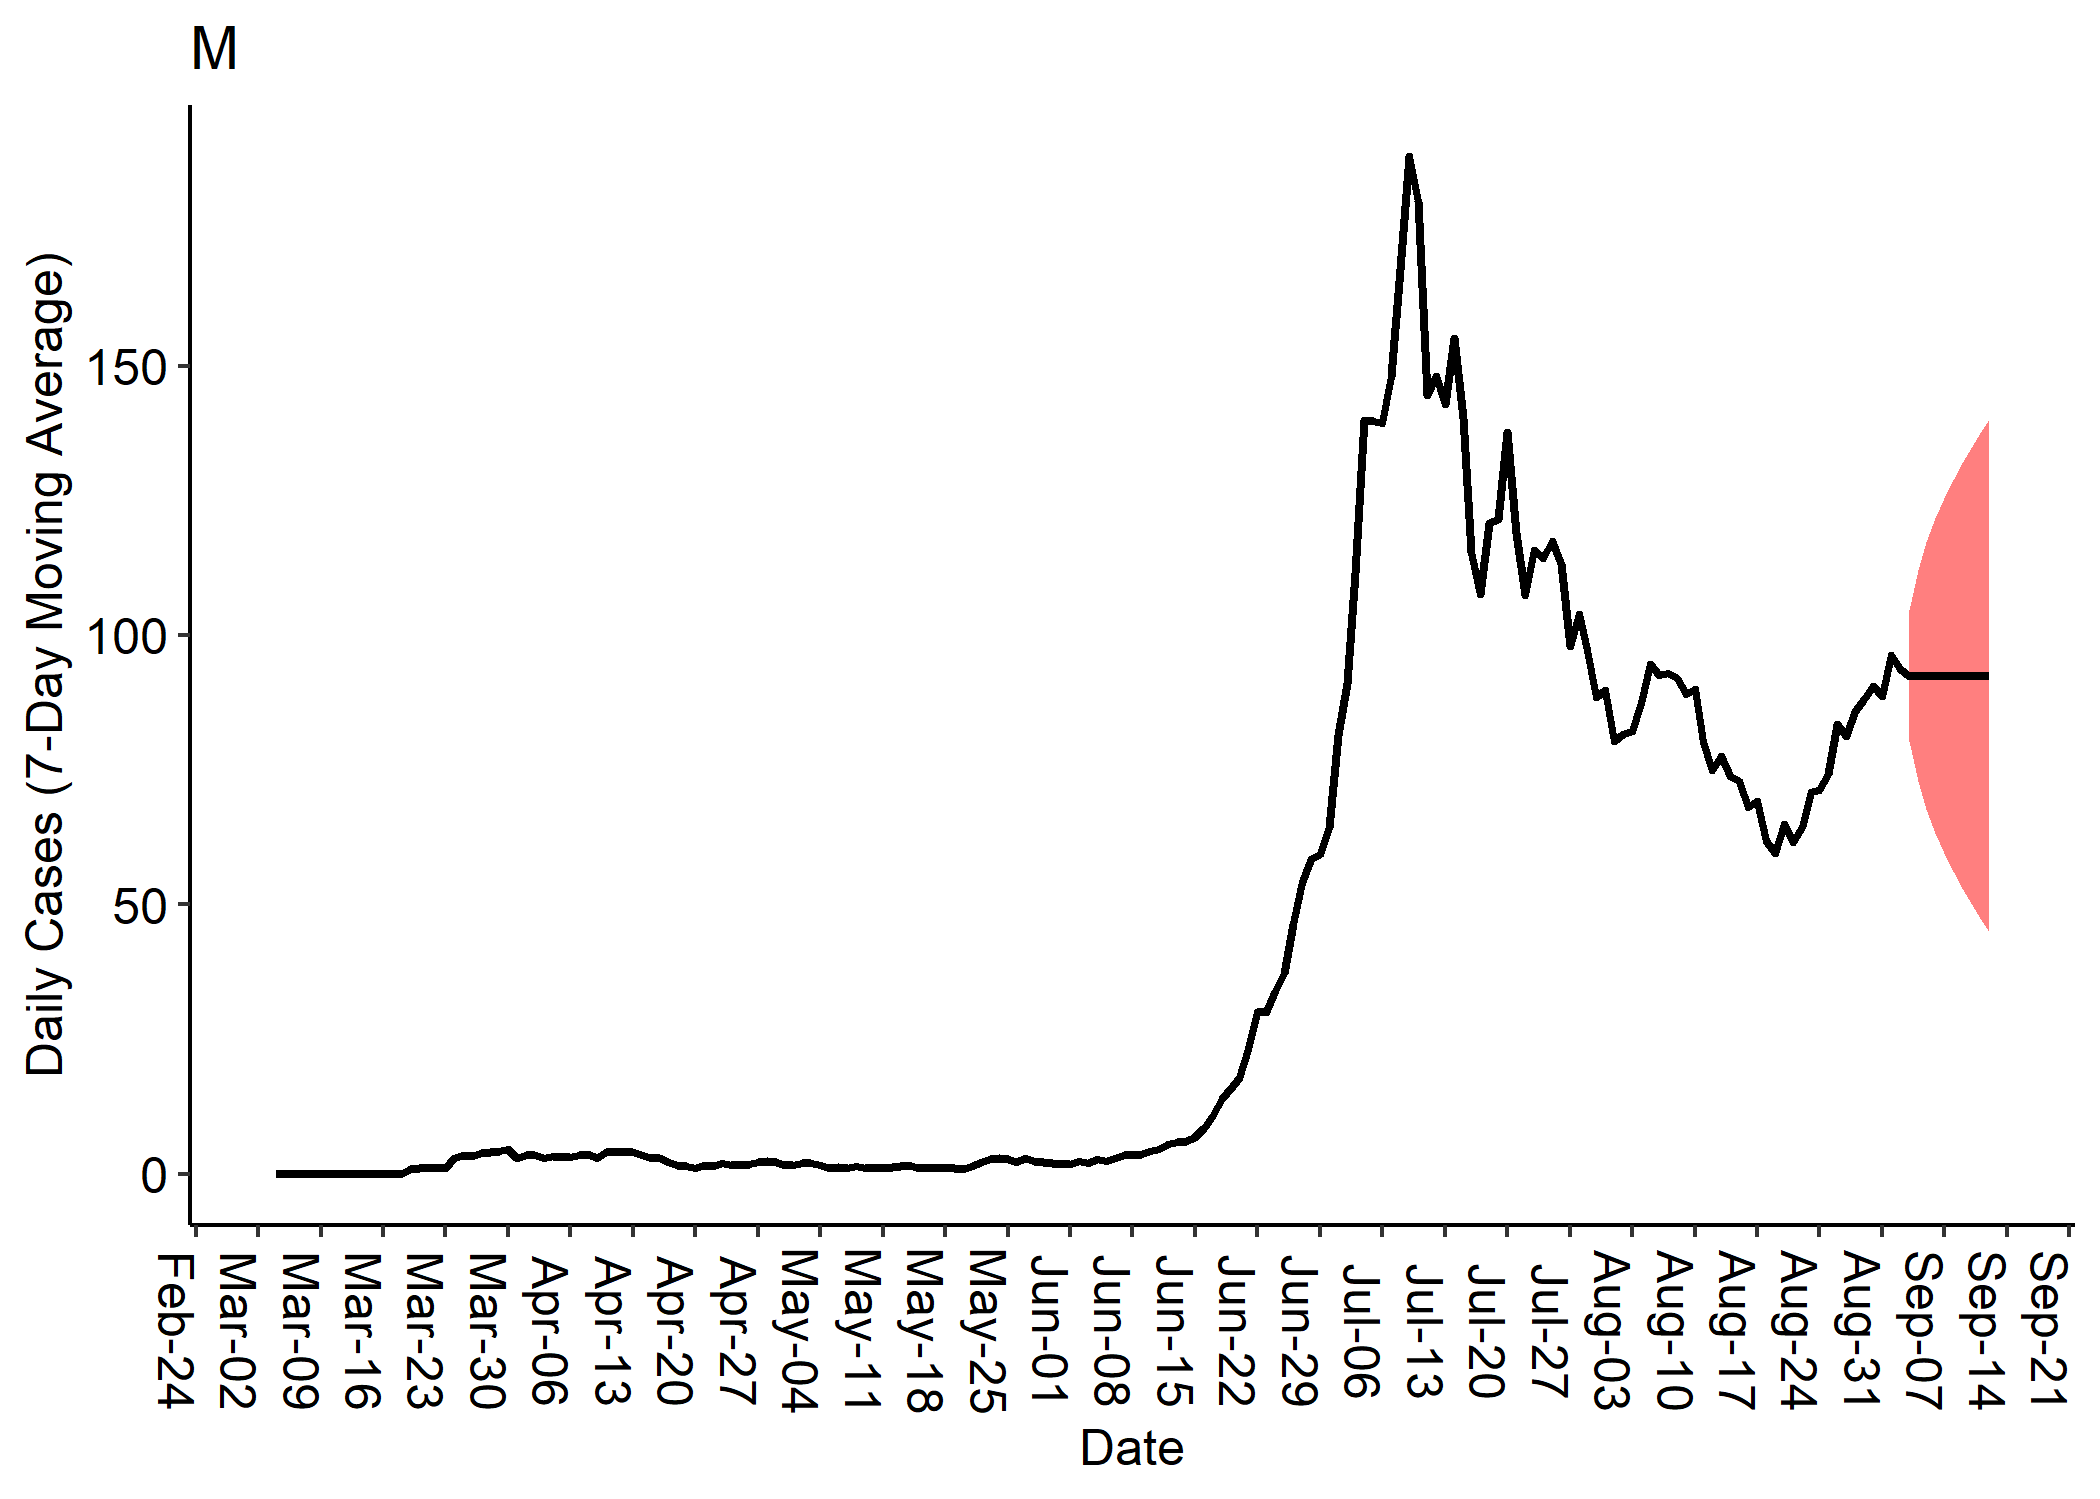 M
Daily Cases (7-Day Moving Average)
150
100
50
0
Feb-24
Mar-02
Mar-09
Mar-16
Mar-23
Mar-30
Apr-06
Apr-13
Apr-20
Apr-27
May-04
May-11
May-18
May-25
Jun-01
Jun-08
Jun-15
Jun-22
Jun-29
Jul-06
Jul-13
Jul-20
Jul-27
Aug-03
Aug-10
Aug-17
Aug-24
Aug-31
Sep-07
Sep-14
Sep-21
Date